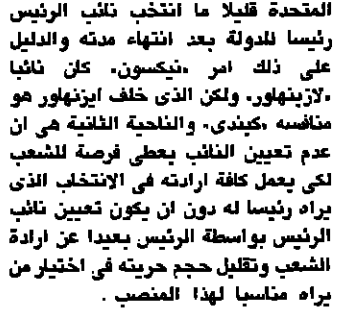 المتحدة قليلا ما انتخب نائب الرئيس
رئيسا للدولة بعد انتهاء مدته والدليل
على ذلك امر «نيكسون» كان نائبا
«لازينهاور» ولكن الذى خلف ايزنهاور هو
منافسه «كيندى» والناحية الثانية هى ان
عدم تعيين النائب يعطى فرصة للشعب
لكى يعمل كافة ارادته فى الانتخاب الذى
يراه رئيسا له دون ان يكون تعيين نائب
الرئيس بواسطة الرئيس بعيدا عن ارادة
الشعب وتقليل حجم حريته فى اختيار من
يراه مناسبا لهذا المنصب .